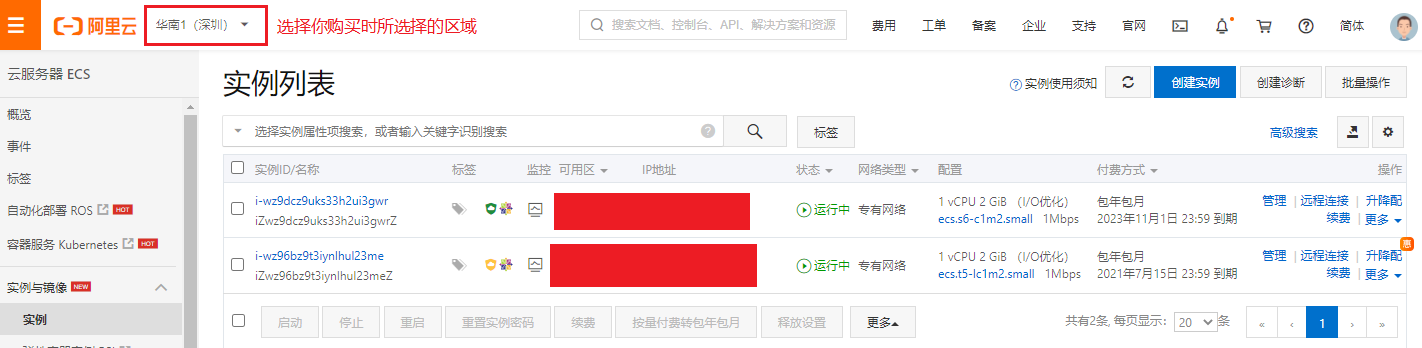 阿里云 华南1（深圳） 选择你购买时所选择的区域 搜索文档、控制台、API、解决方案和资源 费用 工单 备案 企业 支持 官网 简体
云服务器 ECS
概览
事件
标签
自动化部署 ROS HOT
容器服务 Kubernetes HOT
实例与镜像 NEW
实例
实例列表 实例使用须知 创建实例 创建诊断 批量操作
选择实例属性项搜索，或者输入关键字识别搜索 标签 高级搜索
实例ID/名称 标签 监控 可用区 IP地址 状态 网络类型 配置 付费方式 操作
i-wz9dcz9uks33h2ui3gwr 1 vCPU 2 GiB （I/O优化） 包年包月 管理 | 远程连接 | 升降配
运行中 专有网络
iZwz9dcz9uks33h2ui3gwrZ ecs.s6-c1m2.small 1Mbps 2023年11月1日 23:59 到期 续费 | 更多
i-wz96bz9t3iynlhul23me 1 vCPU 2 GiB （I/O优化） 包年包月 管理 | 远程连接 | 升降配 惠
运行中 专有网络
iZwz96bz9t3iynlhul23meZ ecs.t5-lc1m2.small 1Mbps 2021年7月15日 23:59 到期 续费 | 更多
启动 停止 重启 重置实例密码 续费 按量付费转包年包月 释放设置 更多 共有2条, 每页显示: 20 条 « ‹ 1 › »